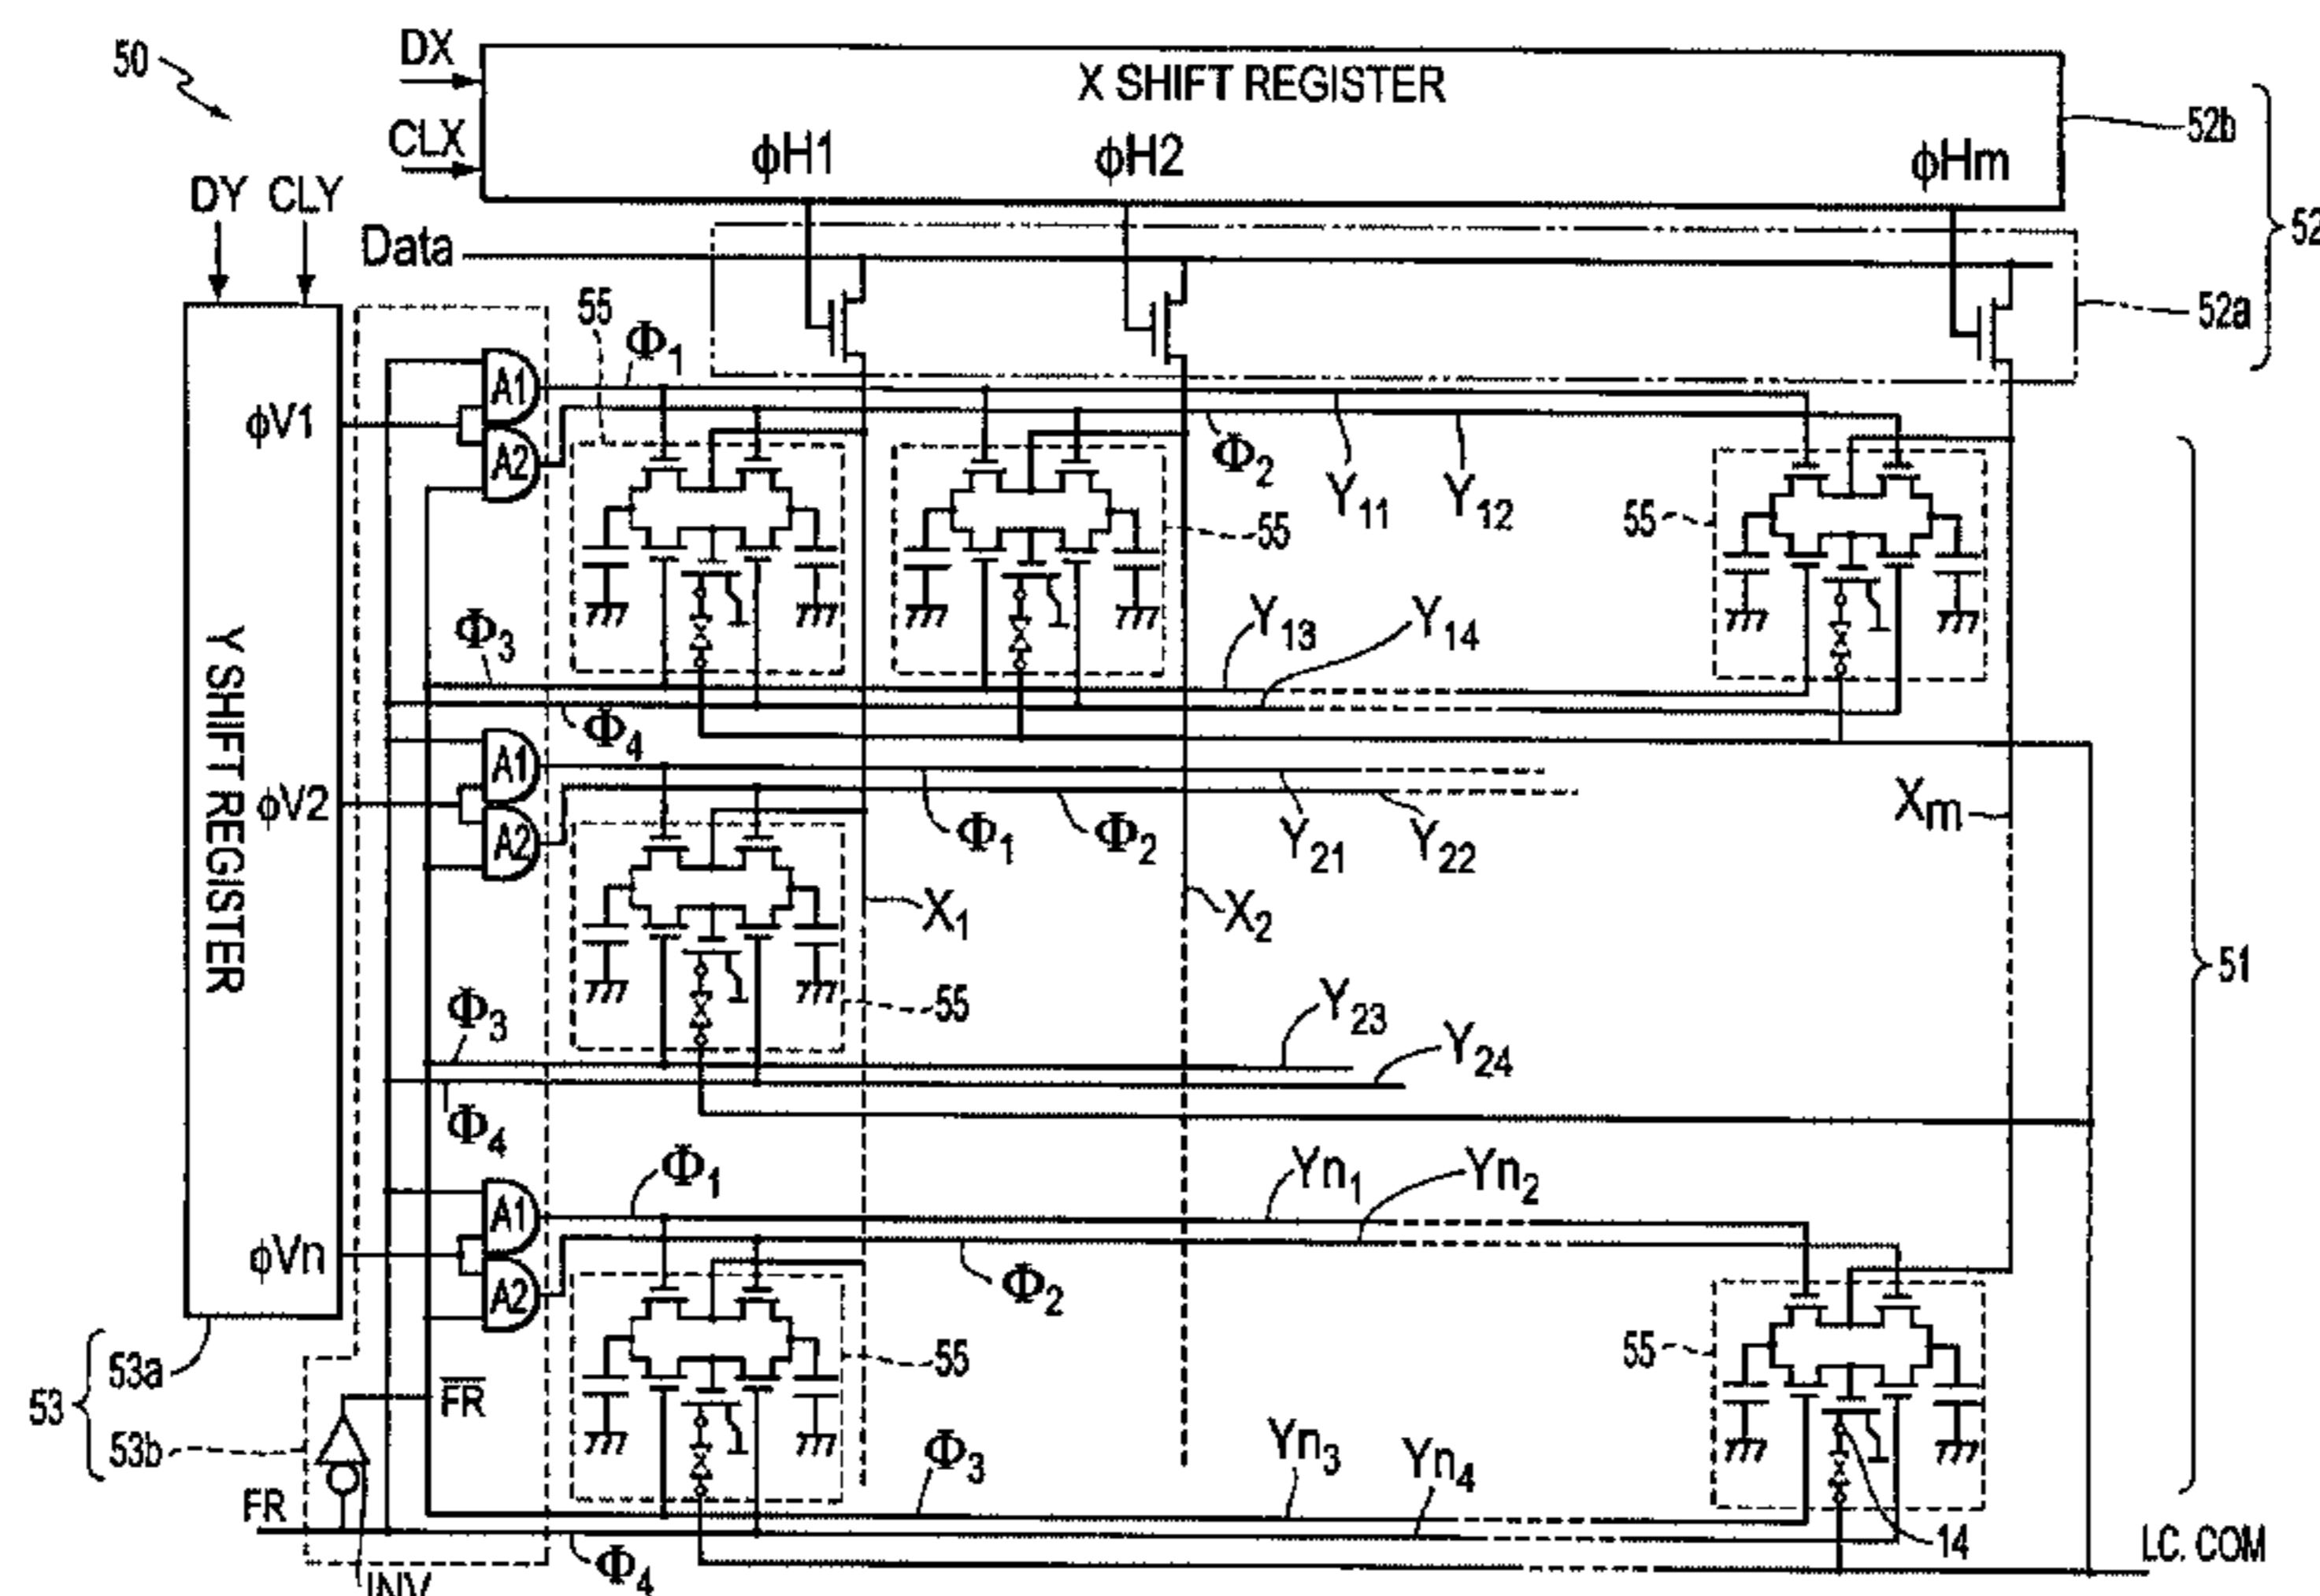 50
DX
X SHIFT REGISTER
CLX
ϕH1
ϕH2
ϕHm
52b
52
DY
CLY
Data
52a
55
Φ1
A1
ϕV1
A2
Φ2
Y11
Y12
55
55
Y SHIFT REGISTER
Φ3
Y13
Y14
Φ4
A1
ϕV2
A2
Φ1
Φ2
Y21
Y22
Xm
X1
X2
51
55
Φ3
Y23
Y24
Φ4
Φ1
Yn1
Yn2
A1
ϕVn
A2
Φ2
55
55
53
53a
53b
F̅R̅
FR
Φ3
Yn3
Yn4
14
LC. COM
Φ4
INV